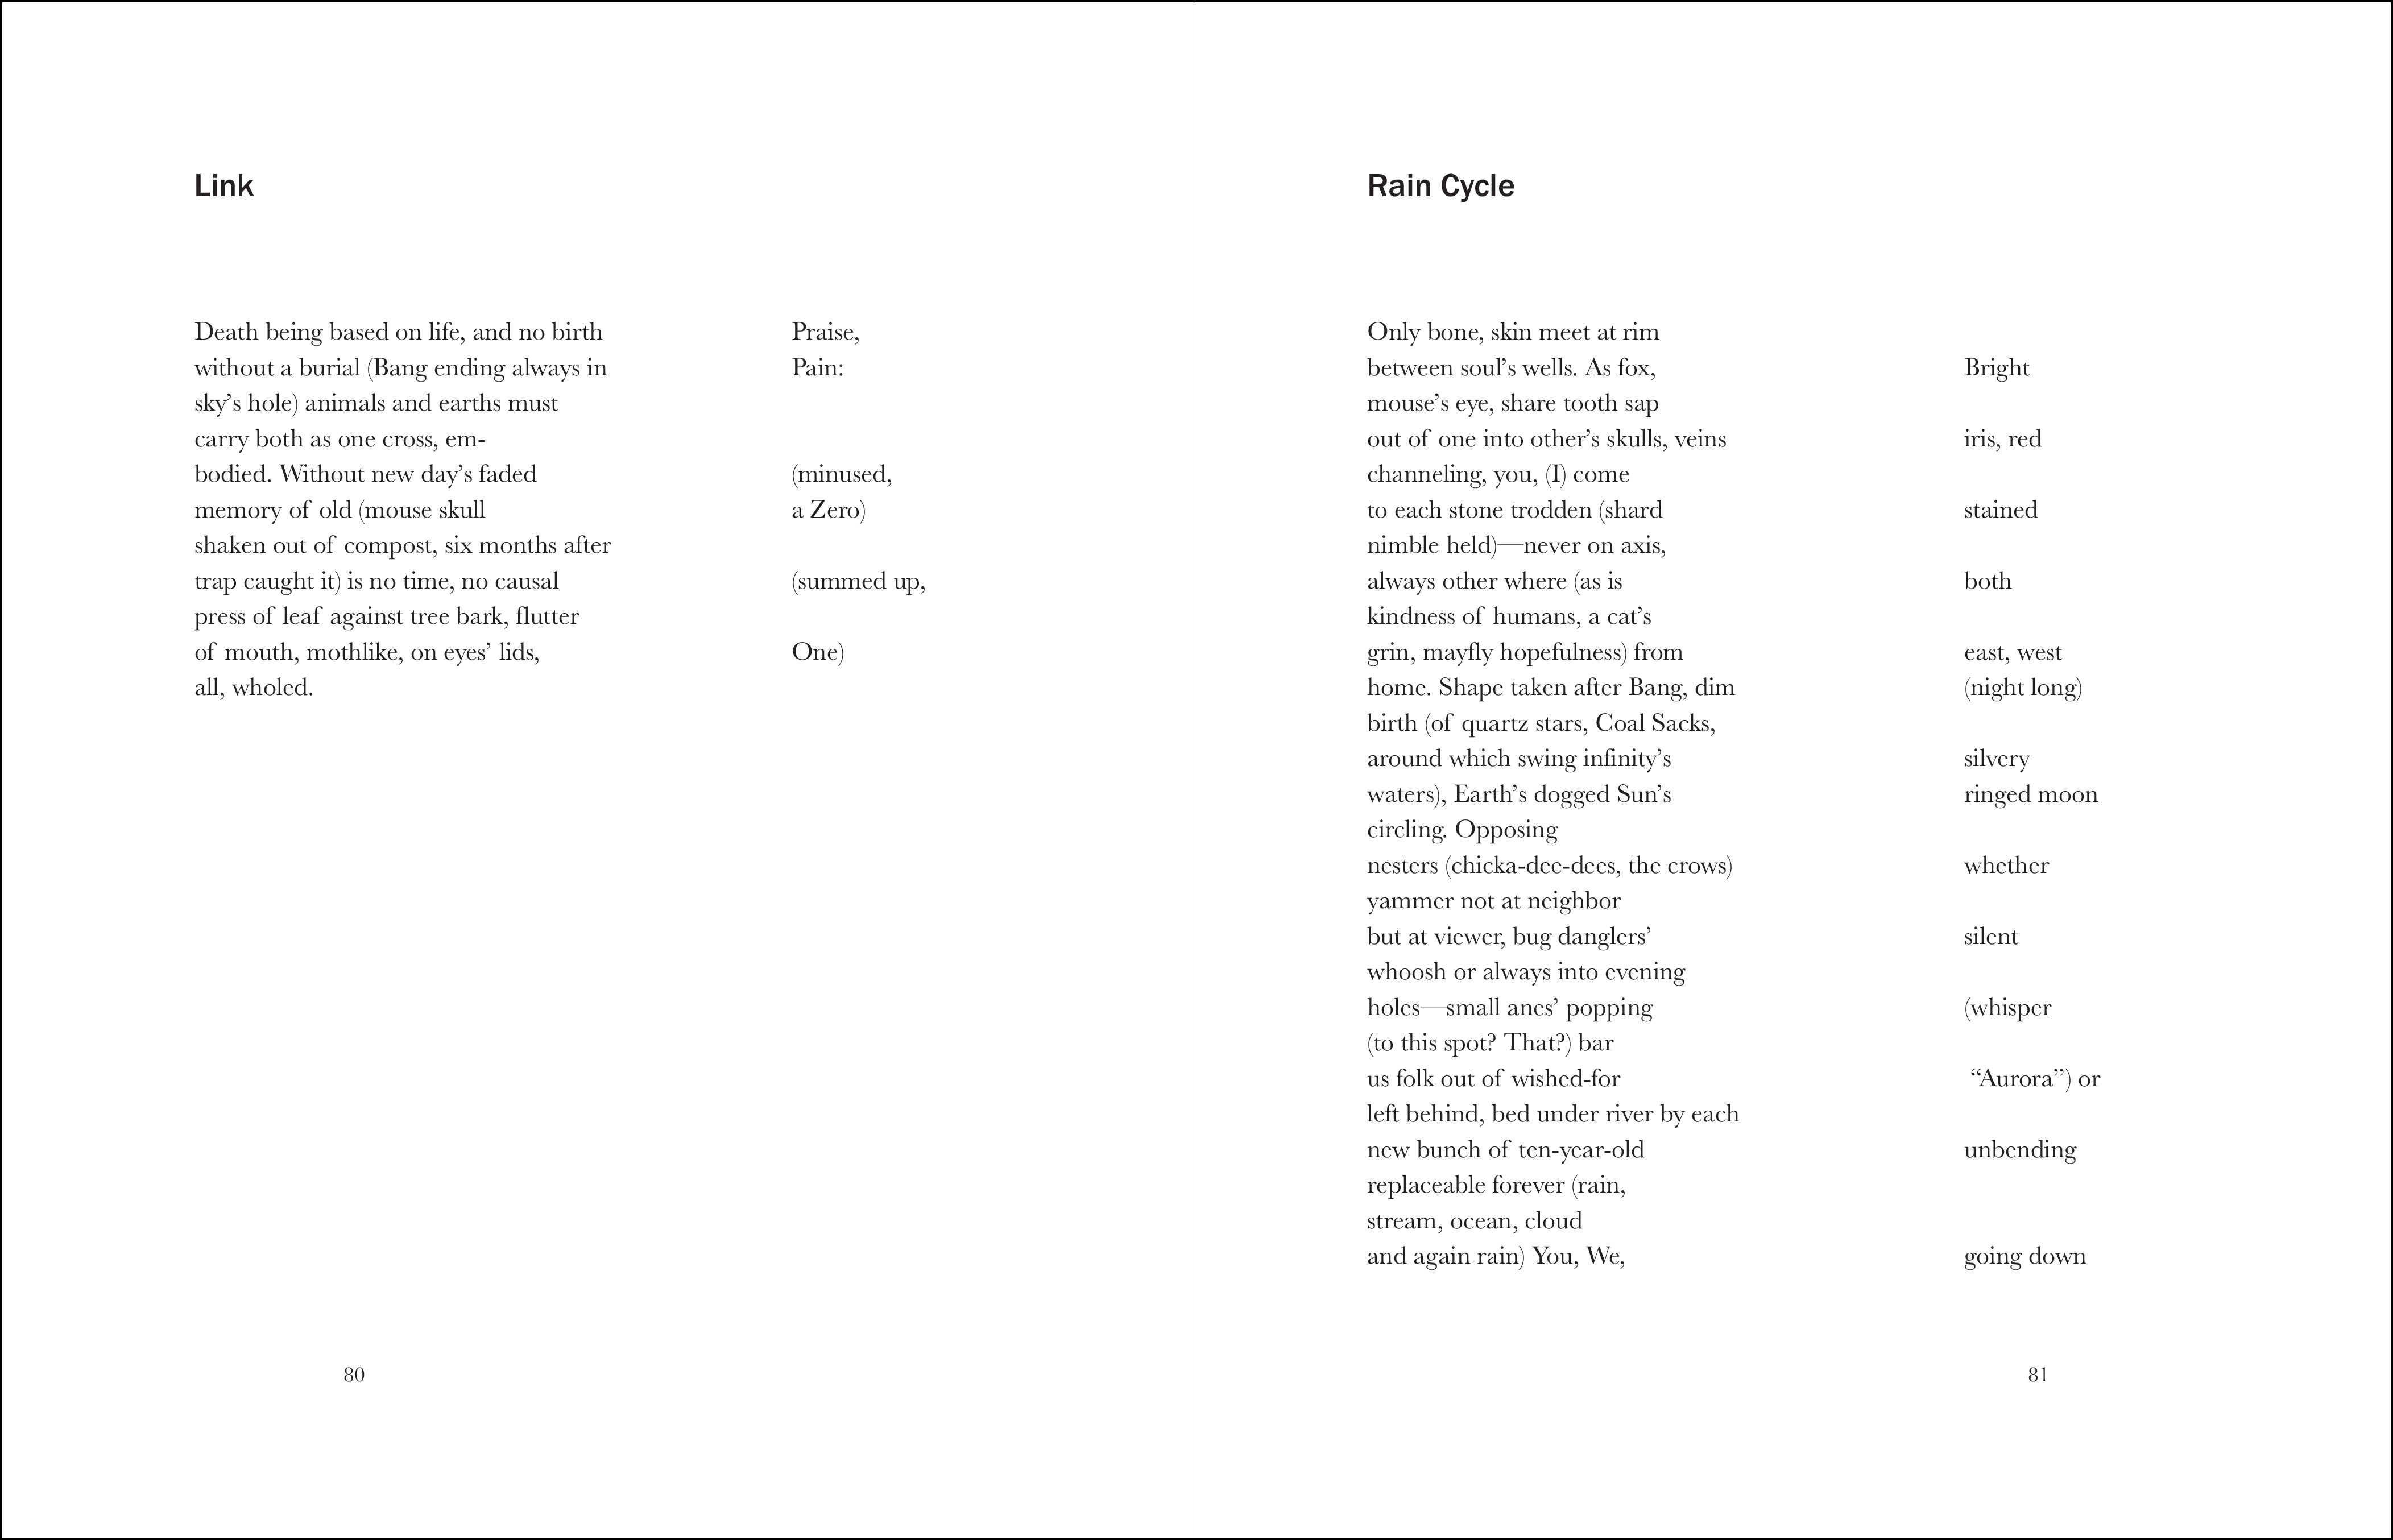 Link
Death being based on life, and no birth Praise,
without a burial (Bang ending always in Pain:
sky’s hole) animals and earths must
carry both as one cross, em-
bodied. Without new day’s faded (minused,
memory of old (mouse skull a Zero)
shaken out of compost, six months after
trap caught it) is no time, no causal (summed up,
press of leaf against tree bark, flutter
of mouth, mothlike, on eyes’ lids, One)
all, wholed.
80
Rain Cycle
Only bone, skin meet at rim
between soul’s wells. As fox, Bright
mouse’s eye, share tooth sap
out of one into other’s skulls, veins iris, red
channeling, you, (I) come
to each stone trodden (shard stained
nimble held)—never on axis,
always other where (as is both
kindness of humans, a cat’s
grin, mayfly hopefulness) from east, west
home. Shape taken after Bang, dim (night long)
birth (of quartz stars, Coal Sacks,
around which swing infinity’s silvery
waters), Earth’s dogged Sun’s ringed moon
circling. Opposing
nesters (chicka-dee-dees, the crows) whether
yammer not at neighbor
but at viewer, bug danglers’ silent
whoosh or always into evening
holes—small anes’ popping (whisper
(to this spot? That?) bar
us folk out of wished-for “Aurora”) or
left behind, bed under river by each
new bunch of ten-year-old unbending
replaceable forever (rain,
stream, ocean, cloud
and again rain) You, We, going down
81